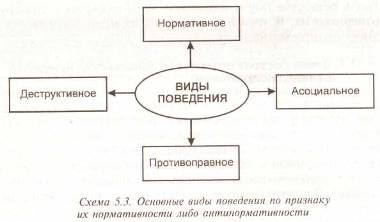 Нормативное
Деструктивное
ВИДЫ
ПОВЕДЕНИЯ
Асоциальное
Противоправное
Схема 5.3. Основные виды поведения по признаку
их нормативности либо антинормативности